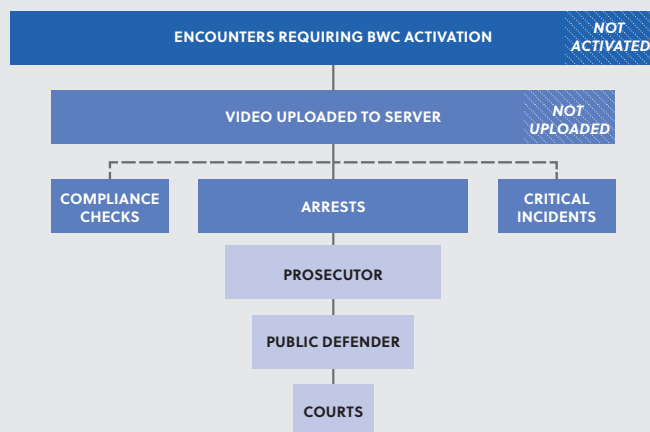 ENCOUNTERS REQUIRING BWC ACTIVATION
NOT
ACTIVATED
VIDEO UPLOADED TO SERVER
NOT
UPLOADED
COMPLIANCE
CHECKS
ARRESTS
CRITICAL
INCIDENTS
PROSECUTOR
PUBLIC DEFENDER
COURTS